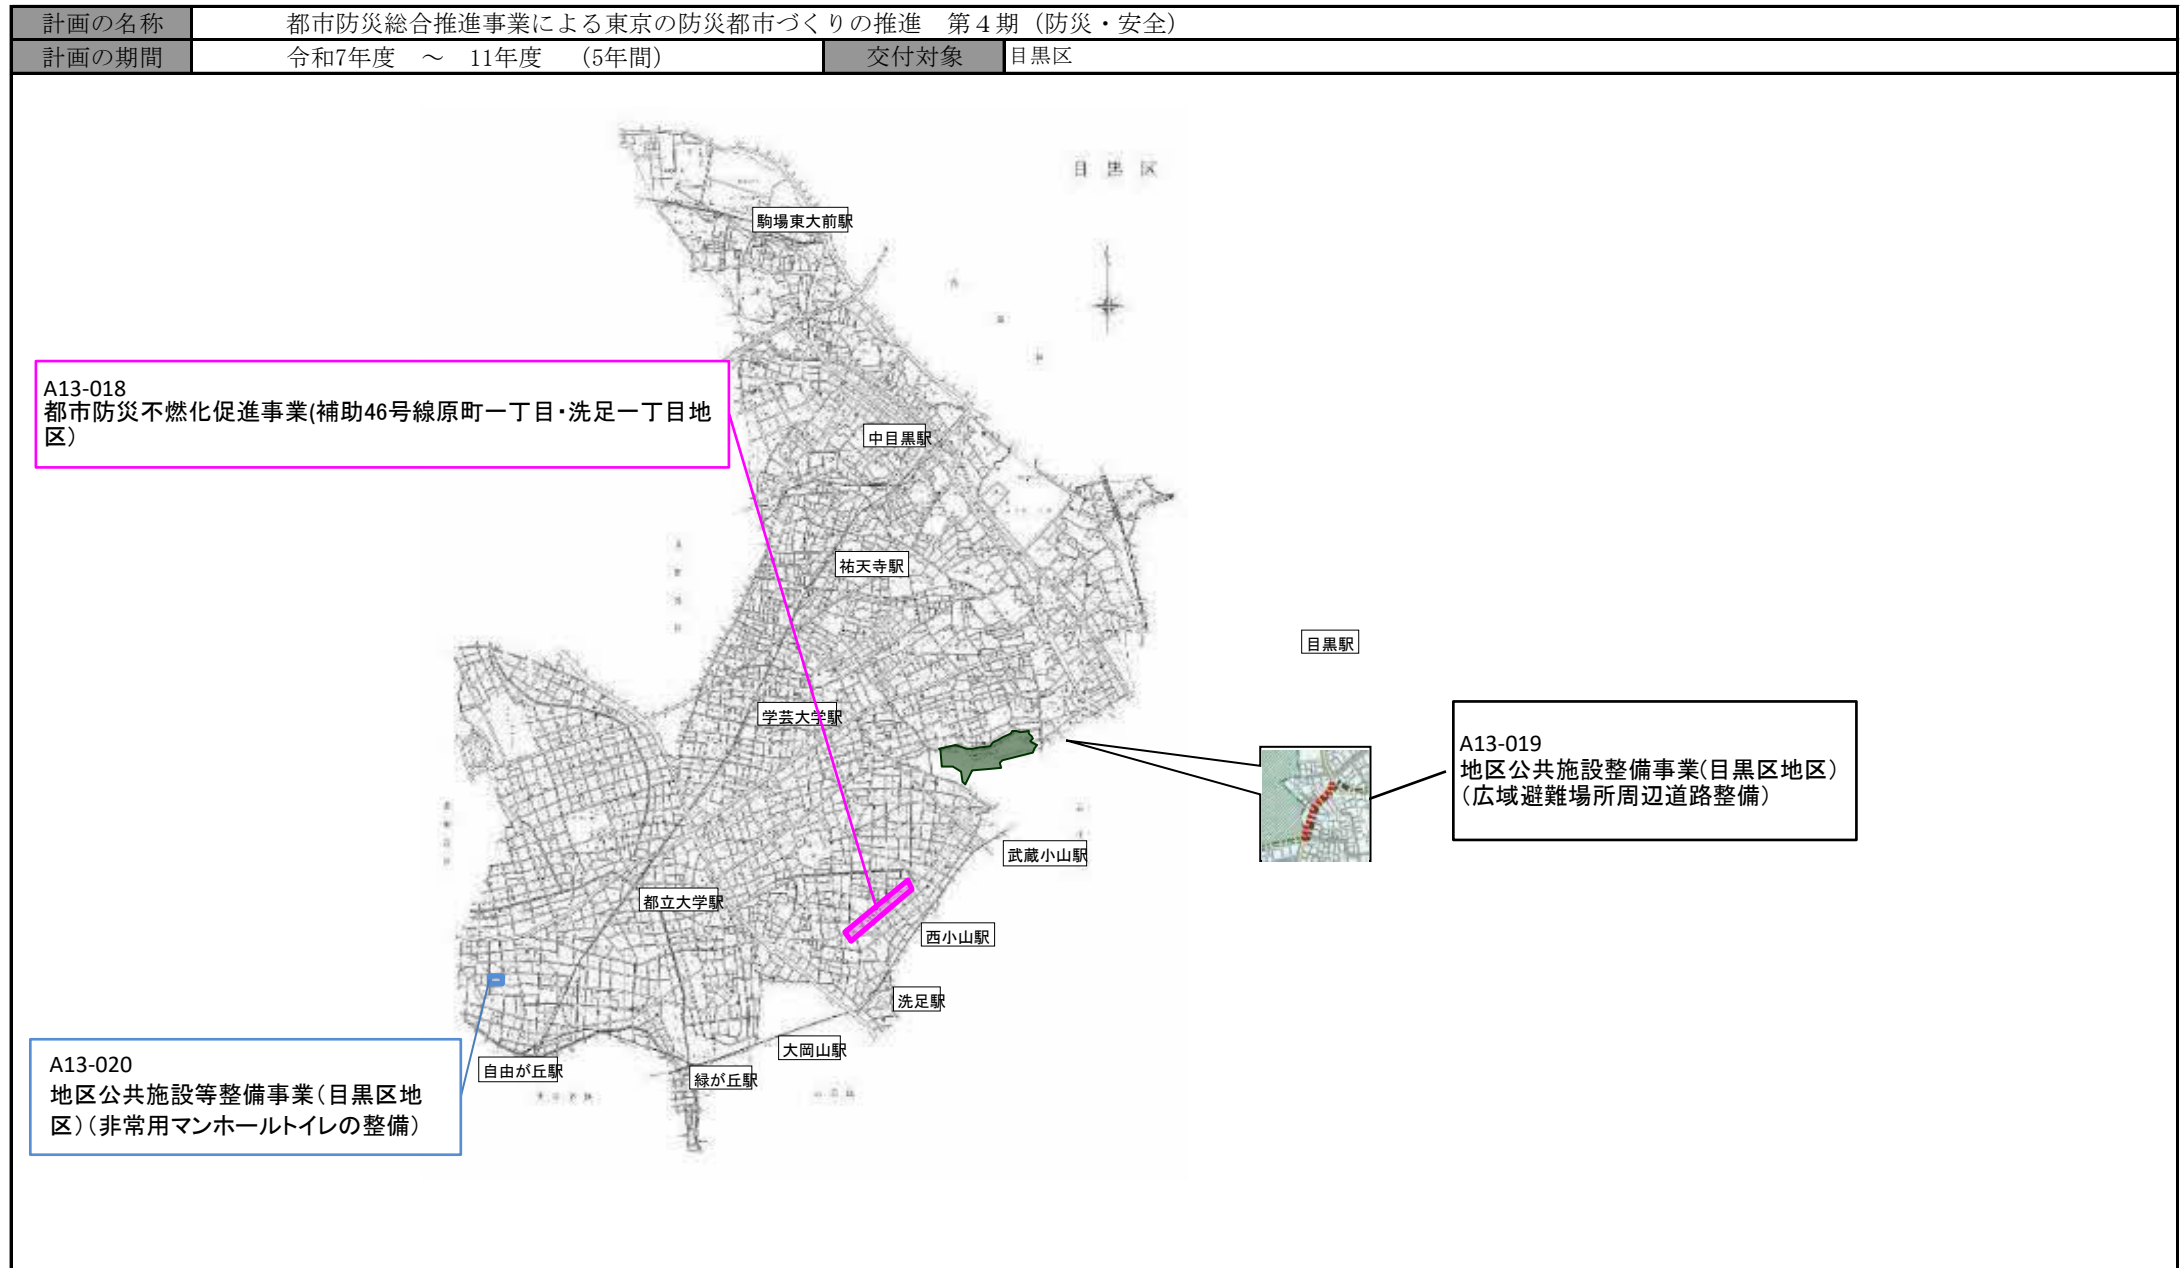 計画の名称 都市防災総合推進事業による東京の防災都市づくりの推進 第4期（防災・安全）
計画の期間 令和7年度 ～ 11年度 （5年間） 交付対象 目黒区
目黒区
駒場東大前駅
A13-018
都市防災不燃化促進事業(補助46号線原町一丁目・洗足一丁目地
区）
中目黒駅
祐天寺駅
目黒駅
学芸大学駅
A13-019
地区公共施設整備事業（目黒区地区）
（広域避難場所周辺道路整備）
武蔵小山駅
都立大学駅
西小山駅
洗足駅
大岡山駅
自由が丘駅
緑が丘駅
A13-020
地区公共施設等整備事業（目黒区地
区）（非常用マンホールトイレの整備）